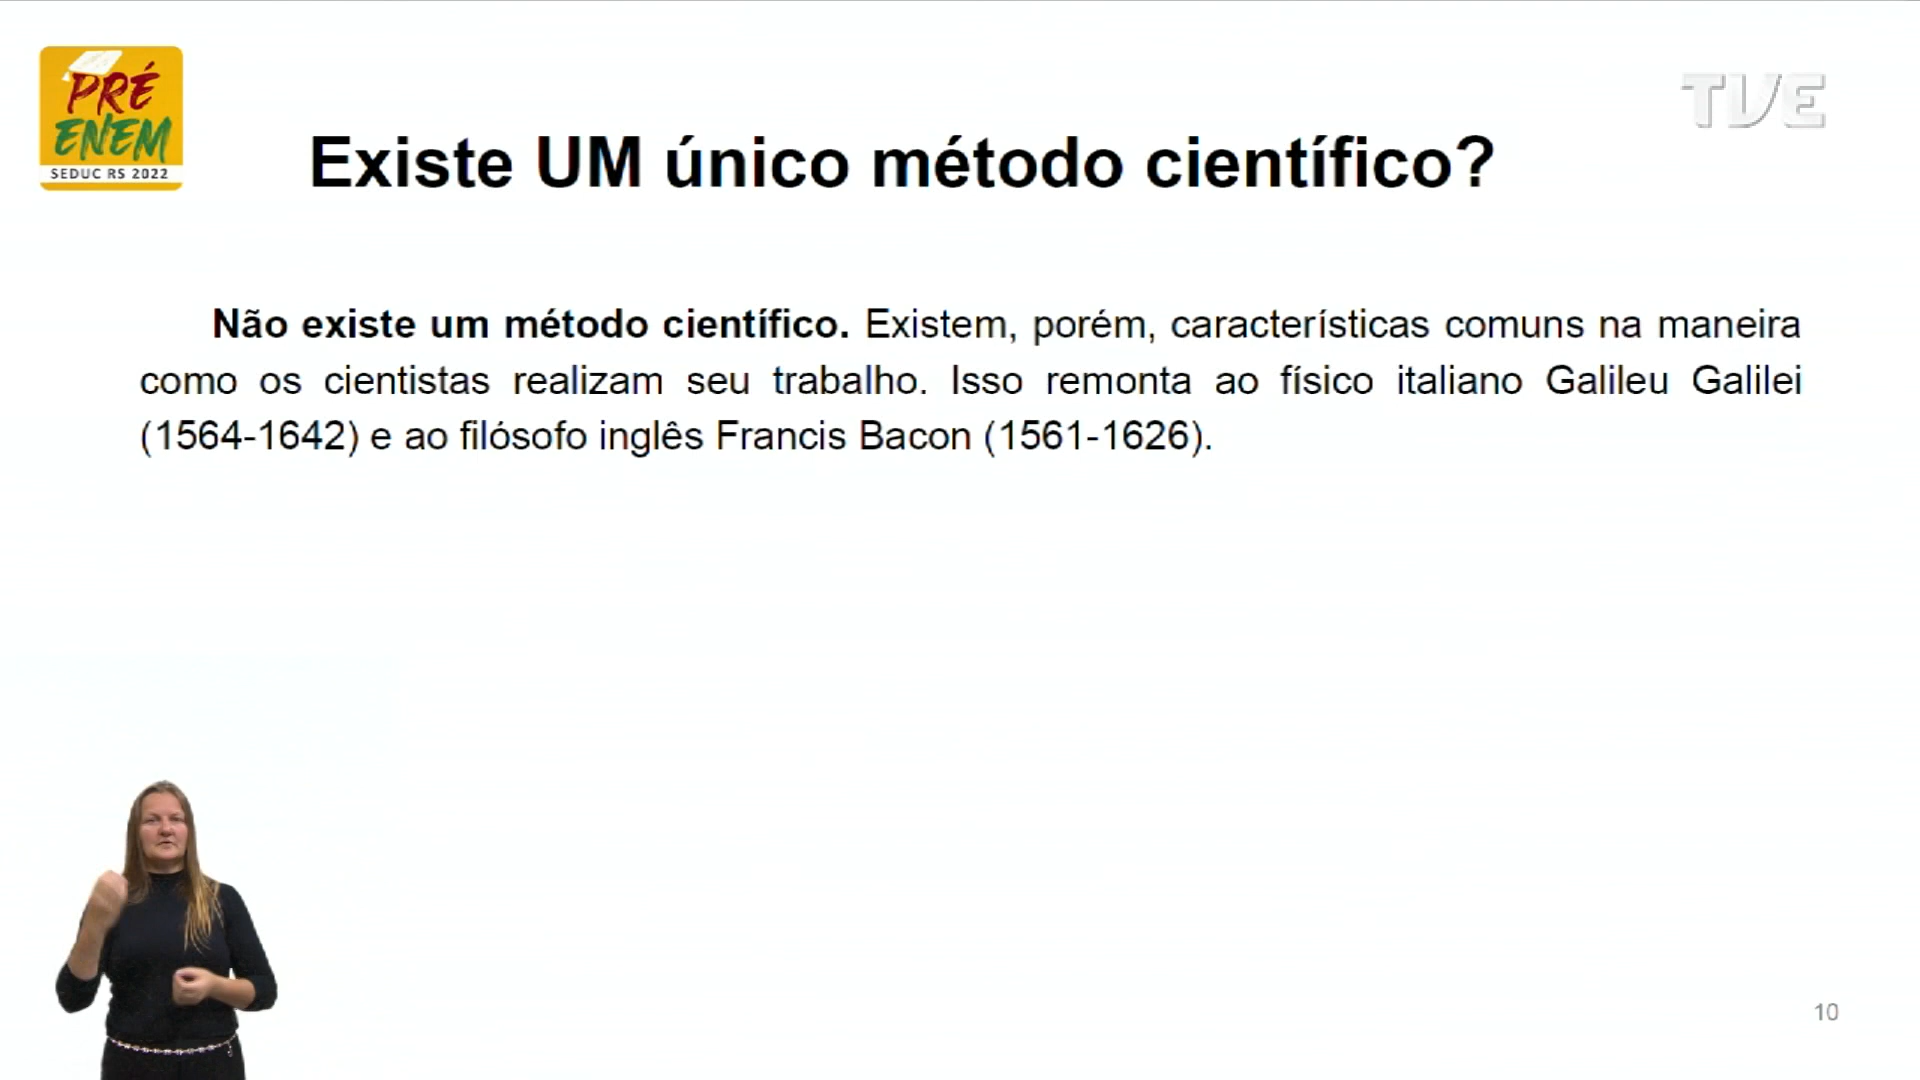 PRÉ
ENEM
SEDUC RS 2022
TVE
Existe UM único método científico?
Não existe um método científico. Existem, porém, características comuns na maneira
como os cientistas realizam seu trabalho. Isso remonta ao físico italiano Galileu Galilei
(1564-1642) e ao filósofo inglês Francis Bacon (1561-1626).
10